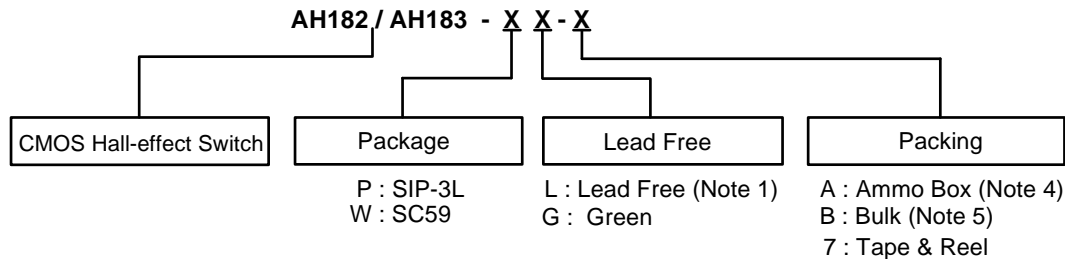 AH182 / AH183 - X X - X
CMOS Hall-effect Switch
Package
Lead Free
Packing
P : SIP-3L
W : SC59
L : Lead Free (Note 1)
G : Green
A : Ammo Box (Note 4)
B : Bulk (Note 5)
7 : Tape & Reel